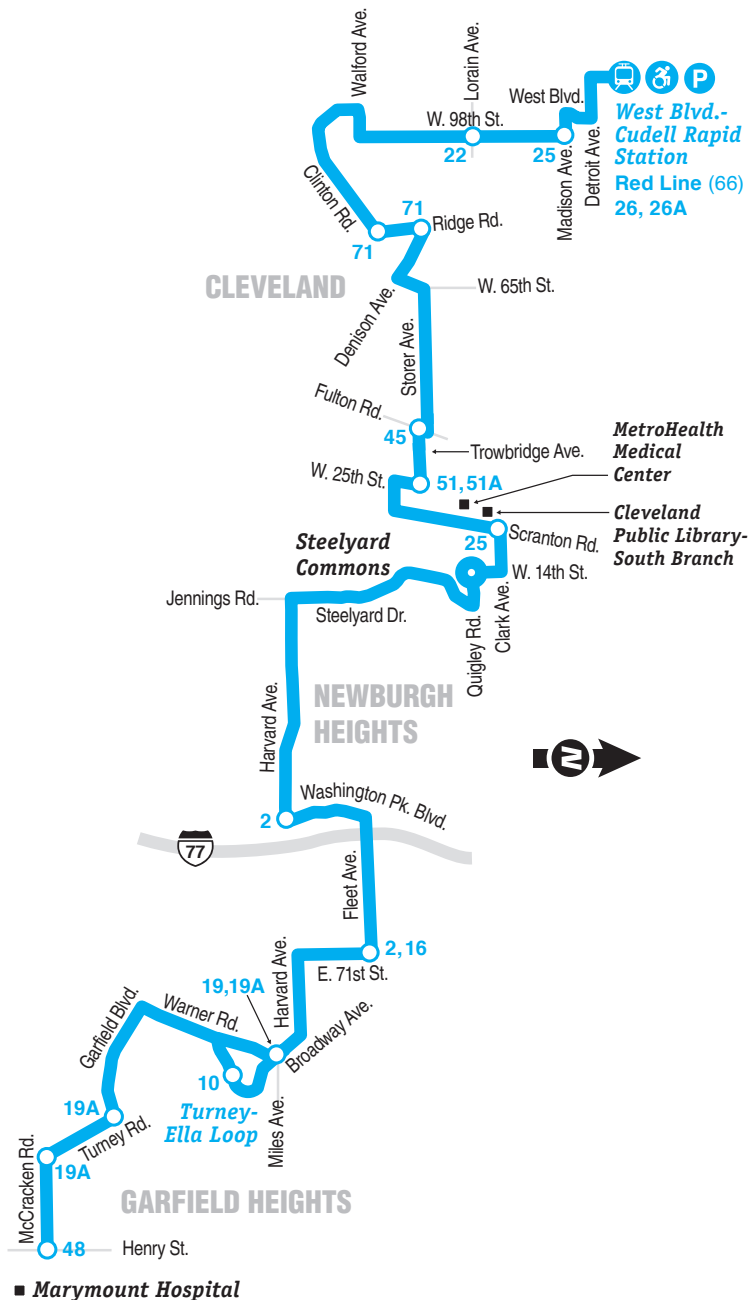 Walford Ave.
Lorain Ave.
P
West Blvd.
W. 98th St.
22
25
Madison Ave.
Detroit Ave.
West Blvd.-
Cudell Rapid
Station
Red Line (66)
26, 26A
Clinton Rd.
71
71
Ridge Rd.
CLEVELAND
Denison Ave.
W. 65th St.
Storer Ave.
Fulton Rd.
45
Trowbridge Ave.
MetroHealth
Medical
Center
W. 25th St.
51, 51A
Cleveland
Public Library-
South Branch
25
Scranton Rd.
Steelyard
Commons
W. 14th St.
Jennings Rd.
Steelyard Dr.
Quigley Rd.
Clark Ave.
Harvard Ave.
NEWBURGH
HEIGHTS
N
Washington Pk. Blvd.
2
77
Fleet Ave.
2, 16
Harvard Ave.
E. 71st St.
19,19A
Garfield Blvd.
Warner Rd.
Broadway Ave.
10
Turney-
Ella Loop
Miles Ave.
19A
Turney Rd.
19A
McCracken Rd.
GARFIELD HEIGHTS
48
Henry St.
Marymount Hospital